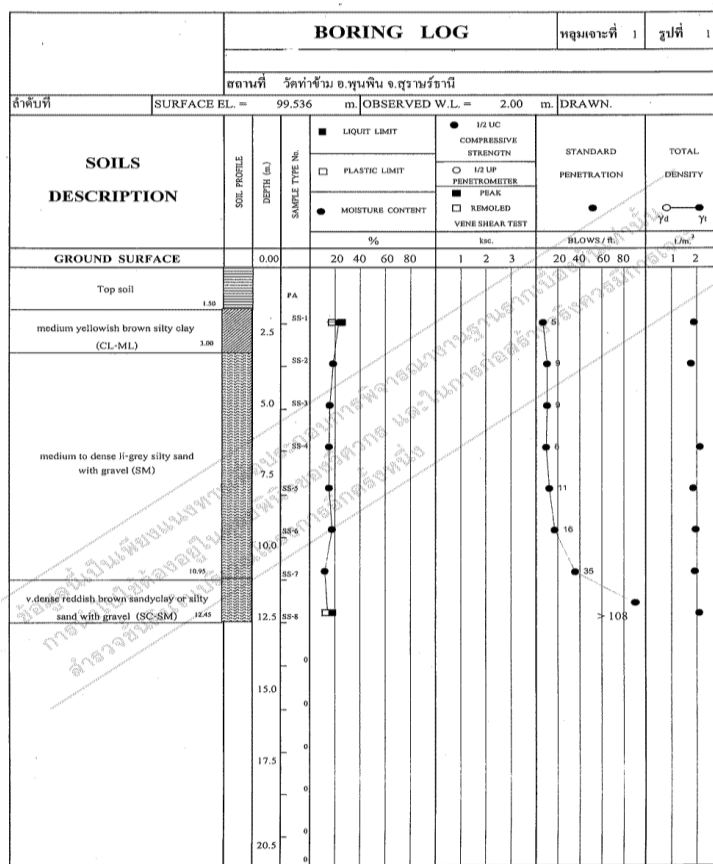 BORING LOG
หลุมเจาะที่ 1
รูปที่ 1
สถานที่ วัดท่าข้าม อ.พุนพิน จ.สุราษร์ธานี
ลำดับที่
SURFACE EL. = 99.536 m.
OBSERVED W.L. = 2.00 m.
DRAWN.
SOILS
DESCRIPTION
SOIL PROFILE
DEPTH (m.)
SAMPLE TYPE No.
LIQUIT LIMIT
PLASTIC LIMIT
MOISTURE CONTENT
%
1/2 UC
COMPRESSIVE
STRENGTH
1/2 UP
PENETROMETER
PEAK
REMOLED
VENE SHEAR TEST
ksc.
STANDARD
PENETRATION
BLOWS / ft.
TOTAL
DENSITY
γd γt
t./m.³
GROUND SURFACE 0.00
20 40 60 80
1 2 3
20 40 60 80
1 2
Top soil
1.50
PA
medium yellowish brown silty clay
(CL-ML) 3.00
2.5
SS-1
5
SS-2
9
5.0
SS-3
9
medium to dense li-grey silty sand
with gravel (SM)
SS-4
6
7.5
SS-5
11
SS-6
16
10.0
10.95
SS-7
35
v.dense reddish brown sandyclay or silty
sand with gravel (SC-SM) 12.45
12.5
SS-8
> 108
0
15.0
0
0
17.5
0
0
20.5
0